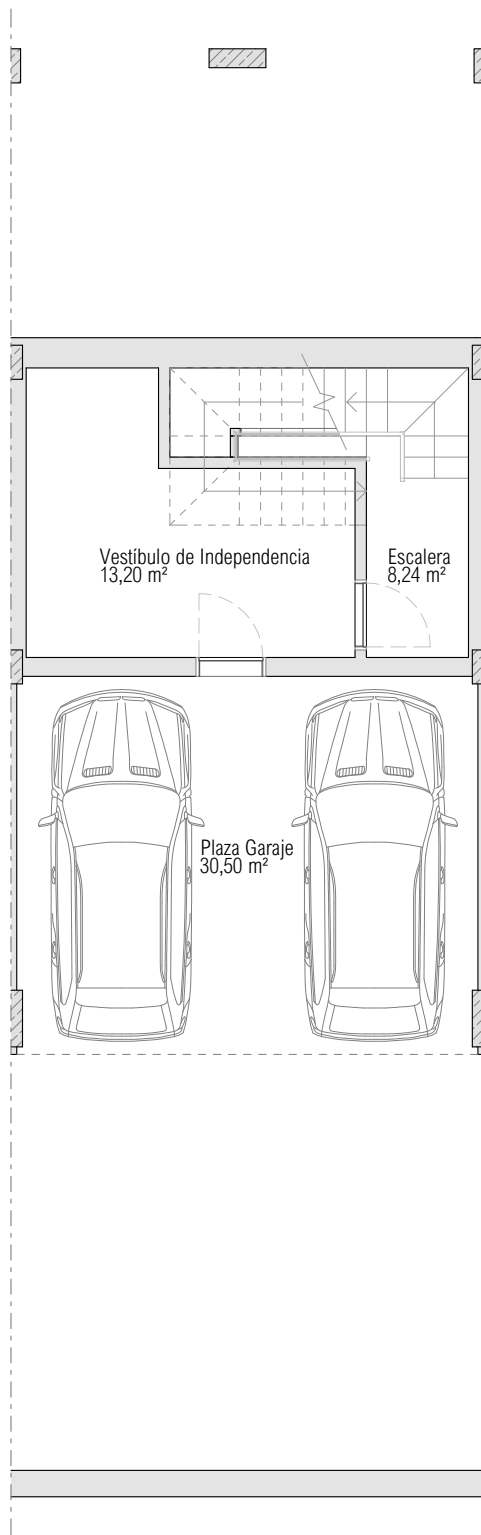 Vestíbulo de Independencia
13,20 m²
Escalera
8,24 m²
Plaza Garaje
30,50 m²